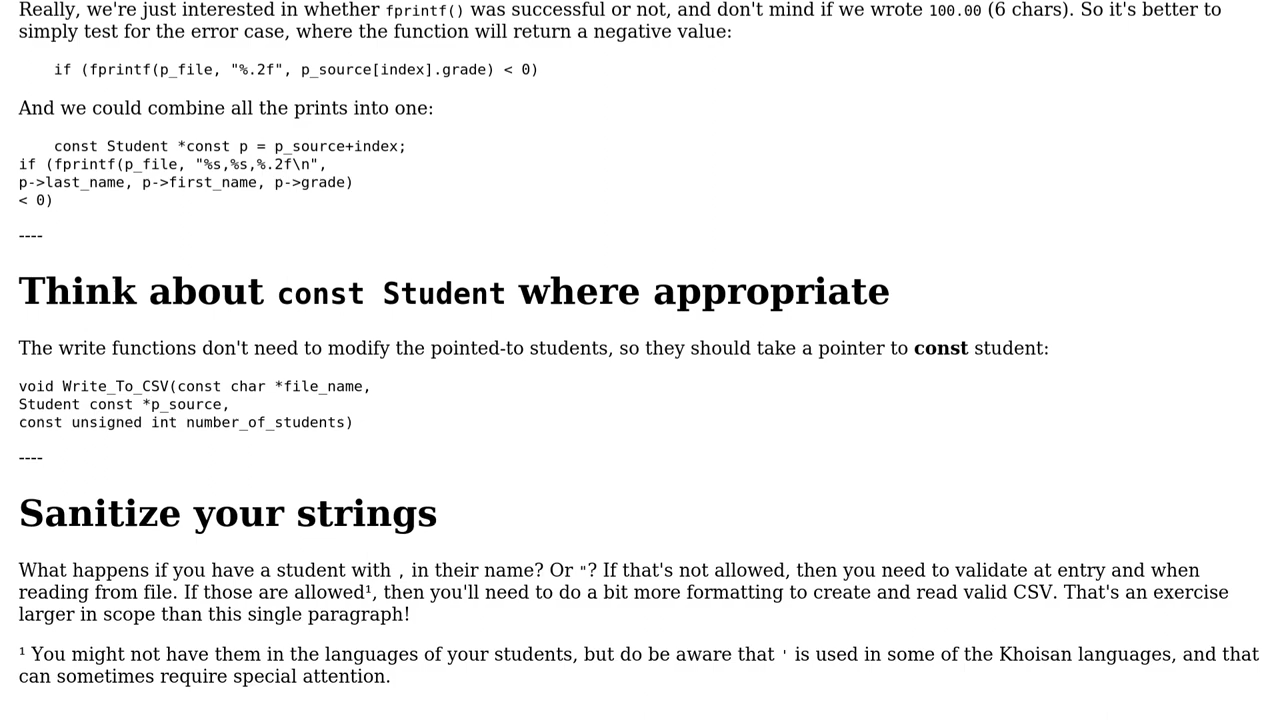 Really, we're just interested in whether fprintf() was successful or not, and don't mind if we wrote 100.00 (6 chars). So it's better to
simply test for the error case, where the function will return a negative value:
if (fprintf(p_file, "%.2f", p_source[index].grade) < 0)
And we could combine all the prints into one:
const Student *const p = p_source+index;
if (fprintf(p_file, "%s,%s,%.2f\n",
p->last_name, p->first_name, p->grade)
< 0)
----
Think about const Student where appropriate
The write functions don't need to modify the pointed-to students, so they should take a pointer to const student:
void Write_To_CSV(const char *file_name,
Student const *p_source,
const unsigned int number_of_students)
----
Sanitize your strings
What happens if you have a student with , in their name? Or "? If that's not allowed, then you need to validate at entry and when
reading from file. If those are allowed¹, then you'll need to do a bit more formatting to create and read valid CSV. That's an exercise
larger in scope than this single paragraph!
¹ You might not have them in the languages of your students, but do be aware that ' is used in some of the Khoisan languages, and that
can sometimes require special attention.